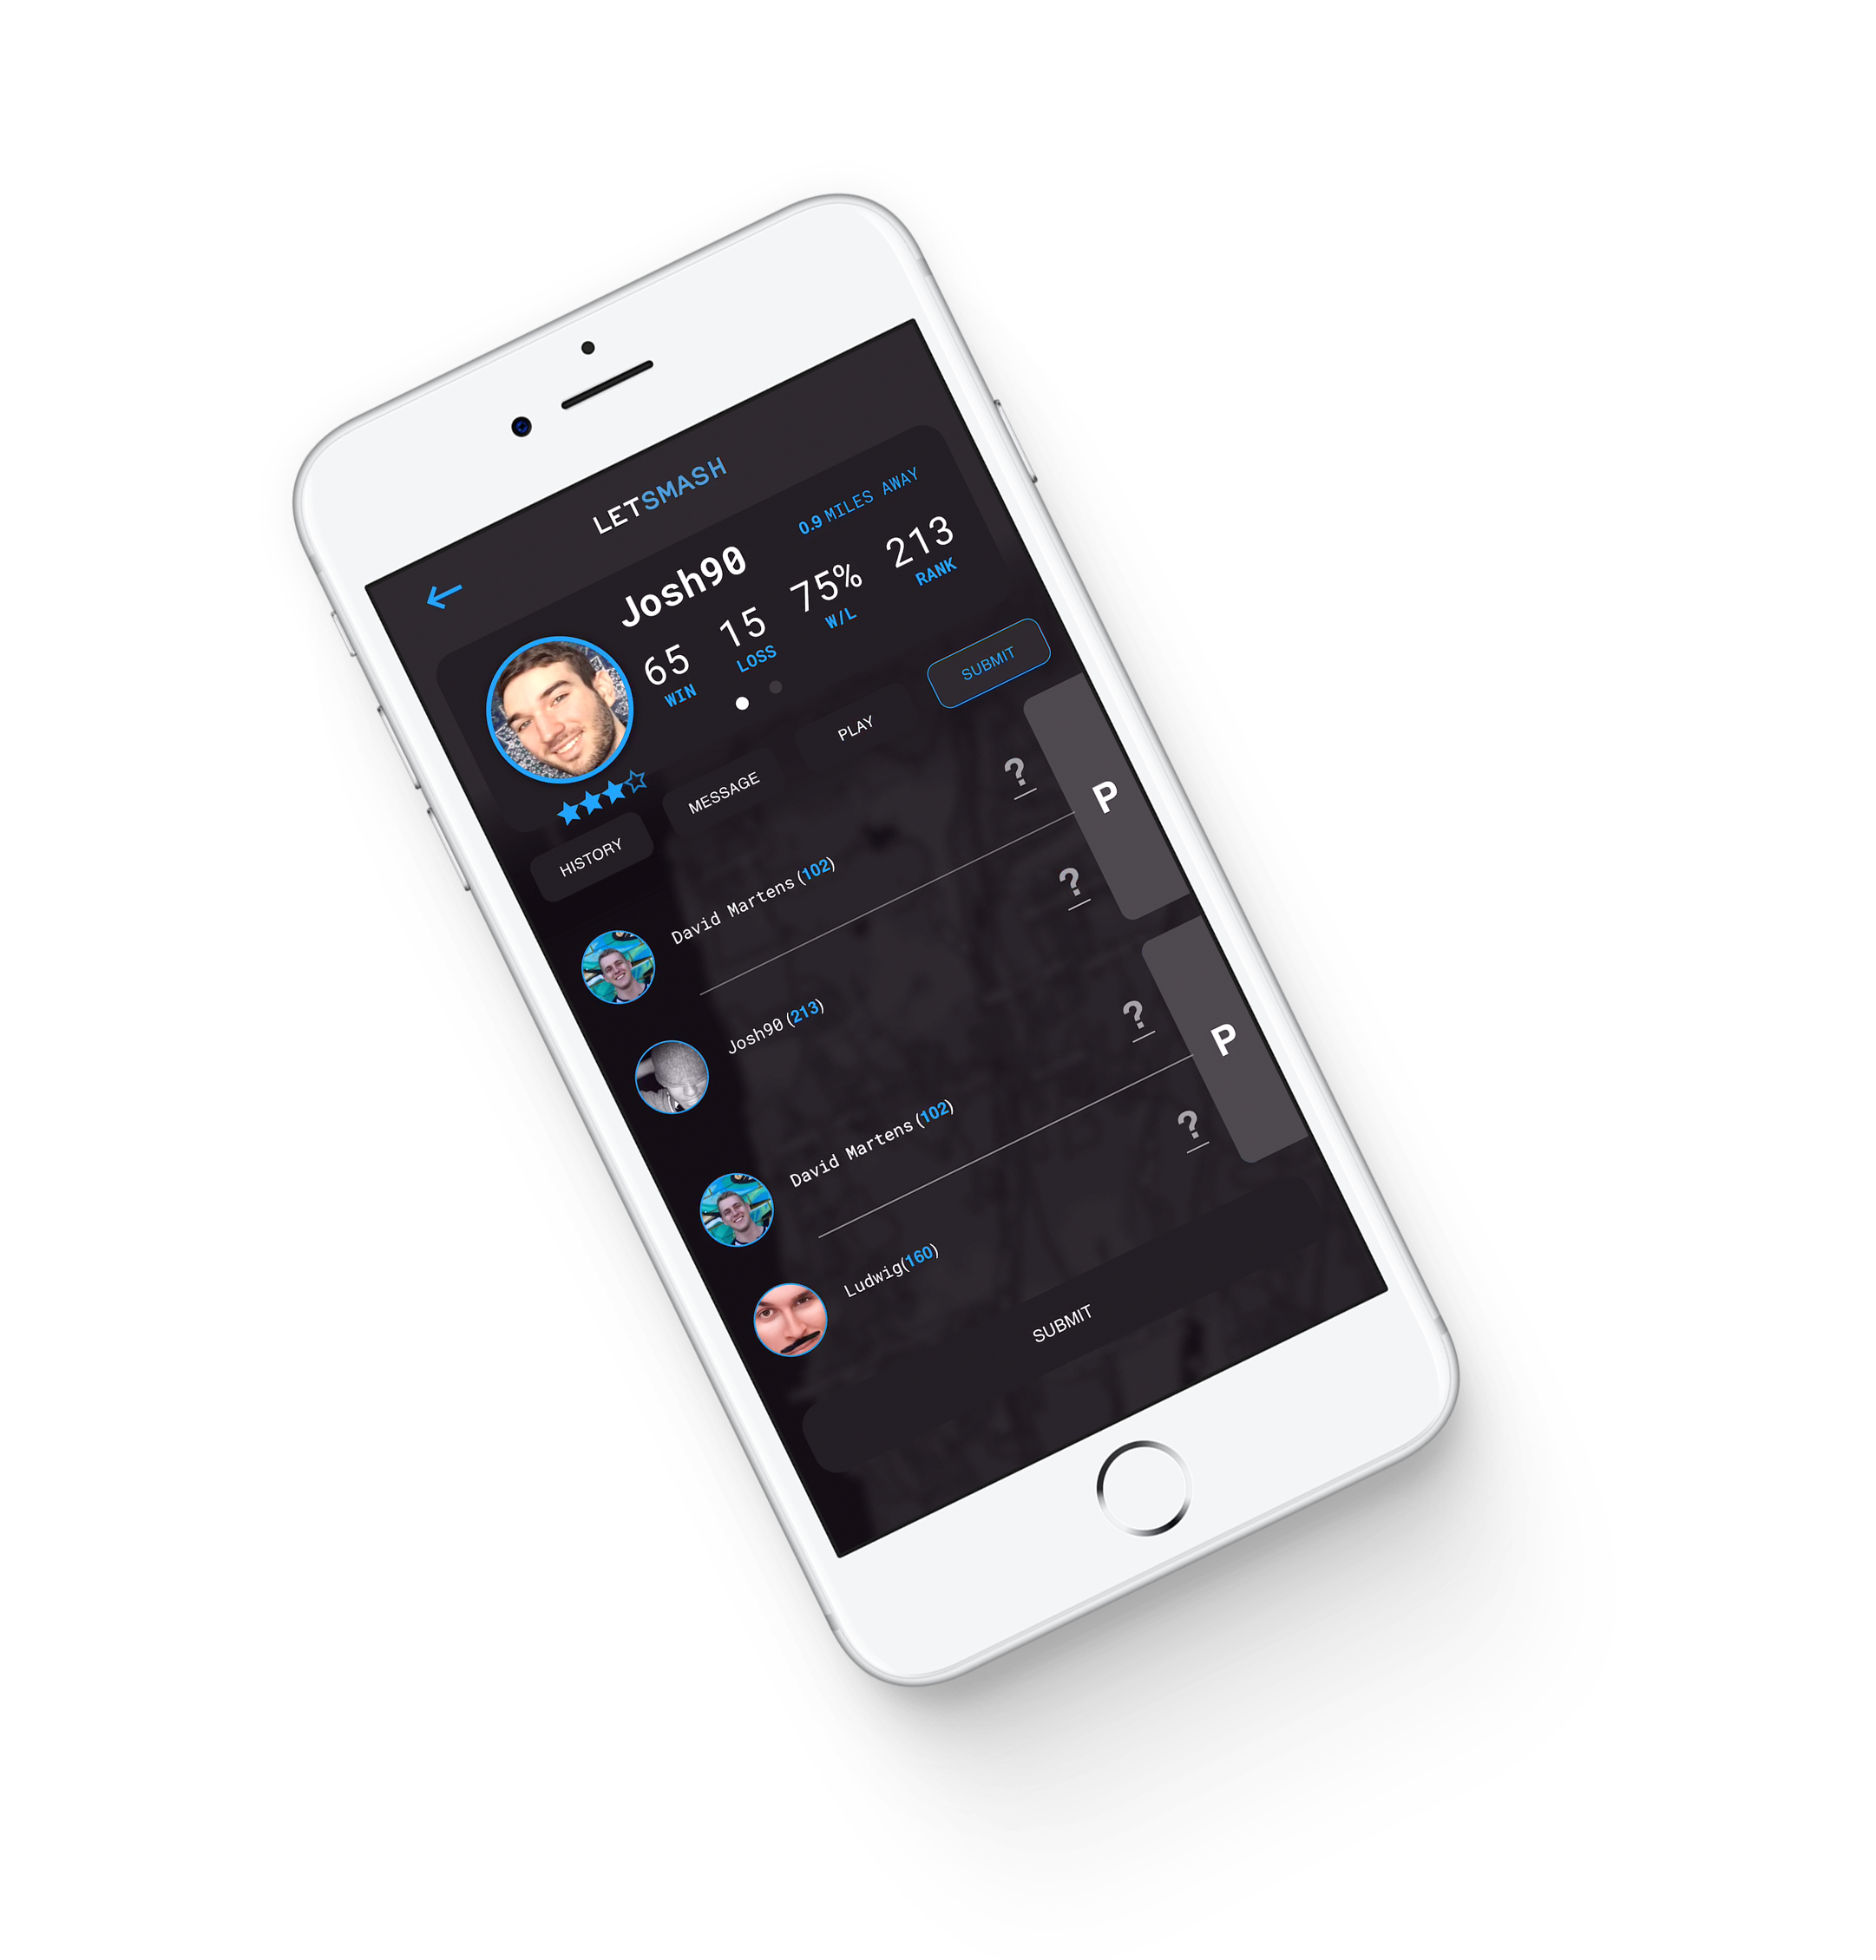 LETSMASH
Josh90
0.9 MILES AWAY
65 15 75% 213
WIN LOSS W/L RANK
HISTORY MESSAGE PLAY SUBMIT
David Martens (102) ?
P
Josh90 (213) ?
David Martens (102) ?
P
Ludwig(160) ?
SUBMIT